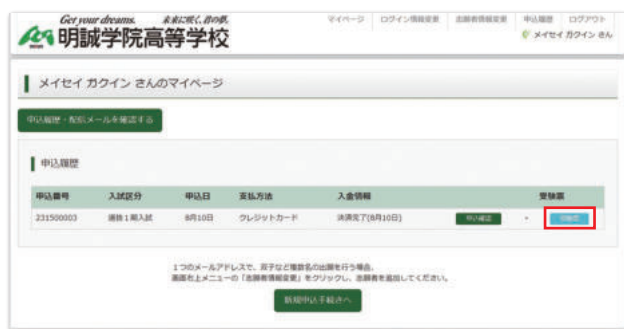 Get your dreams. 未来に咲く、君の夢。
明誠学院高等学校
マイページ ログイン情報変更 志願者情報変更 申込履歴 ログアウト
メイセイ ガクイン さん
メイセイ ガクイン さんのマイページ
申込履歴・配信メールを確認する
申込履歴
申込番号 入試区分 申込日 支払方法 入金情報 受験票
231500003 選抜1期入試 8月10日 クレジットカード 決済完了(8月10日) 申込確認 - 受験票
1つのメールアドレスで、双子など複数名の出願を行う場合、
画面右上メニューの「志願者情報変更」をクリックし、志願者を追加してください。
新規申込手続きへ